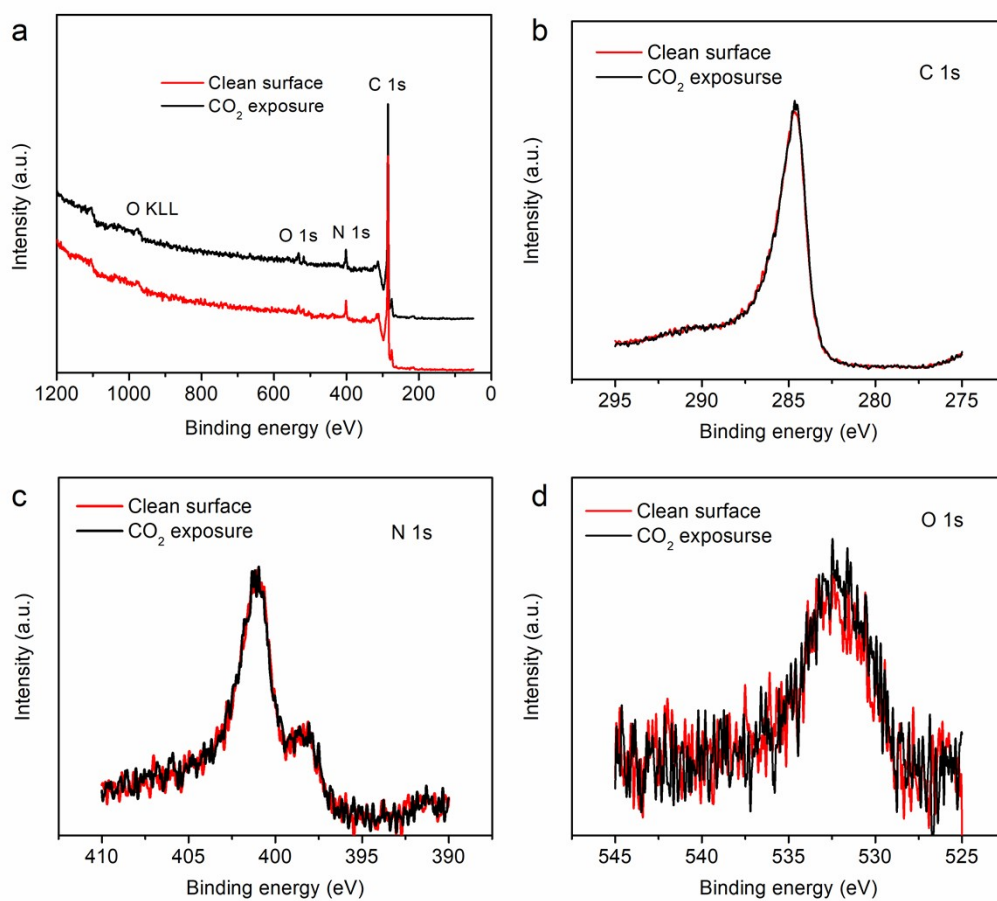 a
Clean surface
CO₂ exposure
C 1s
O KLL
O 1s
N 1s
Intensity (a.u.)
1200 1000 800 600 400 200 0
Binding energy (eV)
b
Clean surface
CO₂ exposurse
C 1s
Intensity (a.u.)
295 290 285 280 275
Binding energy (eV)
c
Clean surface
CO₂ exposure
N 1s
Intensity (a.u.)
410 405 400 395 390
Binding energy (eV)
d
Clean surface
CO₂ exposurse
O 1s
Intensity (a.u.)
545 540 535 530 525
Binding energy (eV)